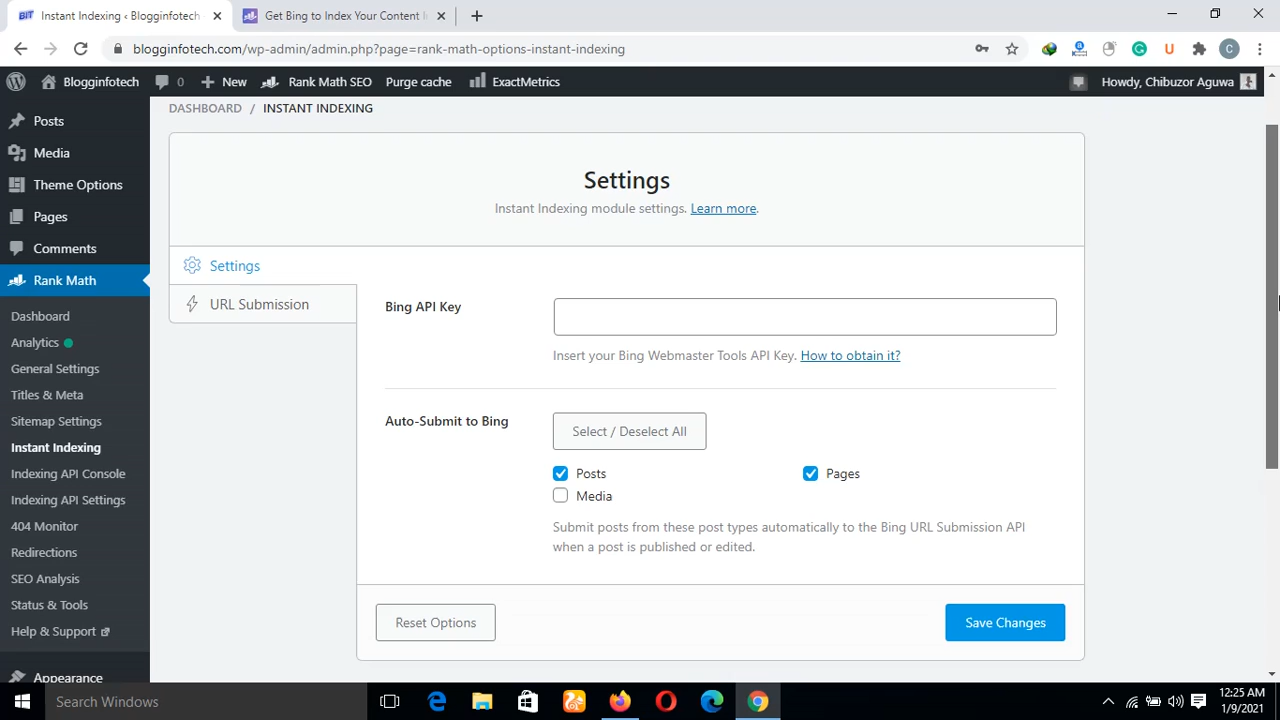 BIT Instant Indexing ‹ Blogginfotech
Get Bing to Index Your Content I
blogginfotech.com/wp-admin/admin.php?page=rank-math-options-instant-indexing
C
Blogginfotech 0 New Rank Math SEO Purge cache ExactMetrics Howdy, Chibuzor Aguwa
DASHBOARD / INSTANT INDEXING
Posts
Media
Theme Options
Pages
Comments
Rank Math
Dashboard
Analytics
General Settings
Titles & Meta
Sitemap Settings
Instant Indexing
Indexing API Console
Indexing API Settings
404 Monitor
Redirections
SEO Analysis
Status & Tools
Help & Support
Appearance
Settings
Instant Indexing module settings. Learn more.
Settings
URL Submission
Bing API Key
Insert your Bing Webmaster Tools API Key. How to obtain it?
Auto-Submit to Bing
Select / Deselect All
Posts
Pages
Media
Submit posts from these post types automatically to the Bing URL Submission API
when a post is published or edited.
Reset Options
Save Changes
Search Windows
12:25 AM
1/9/2021